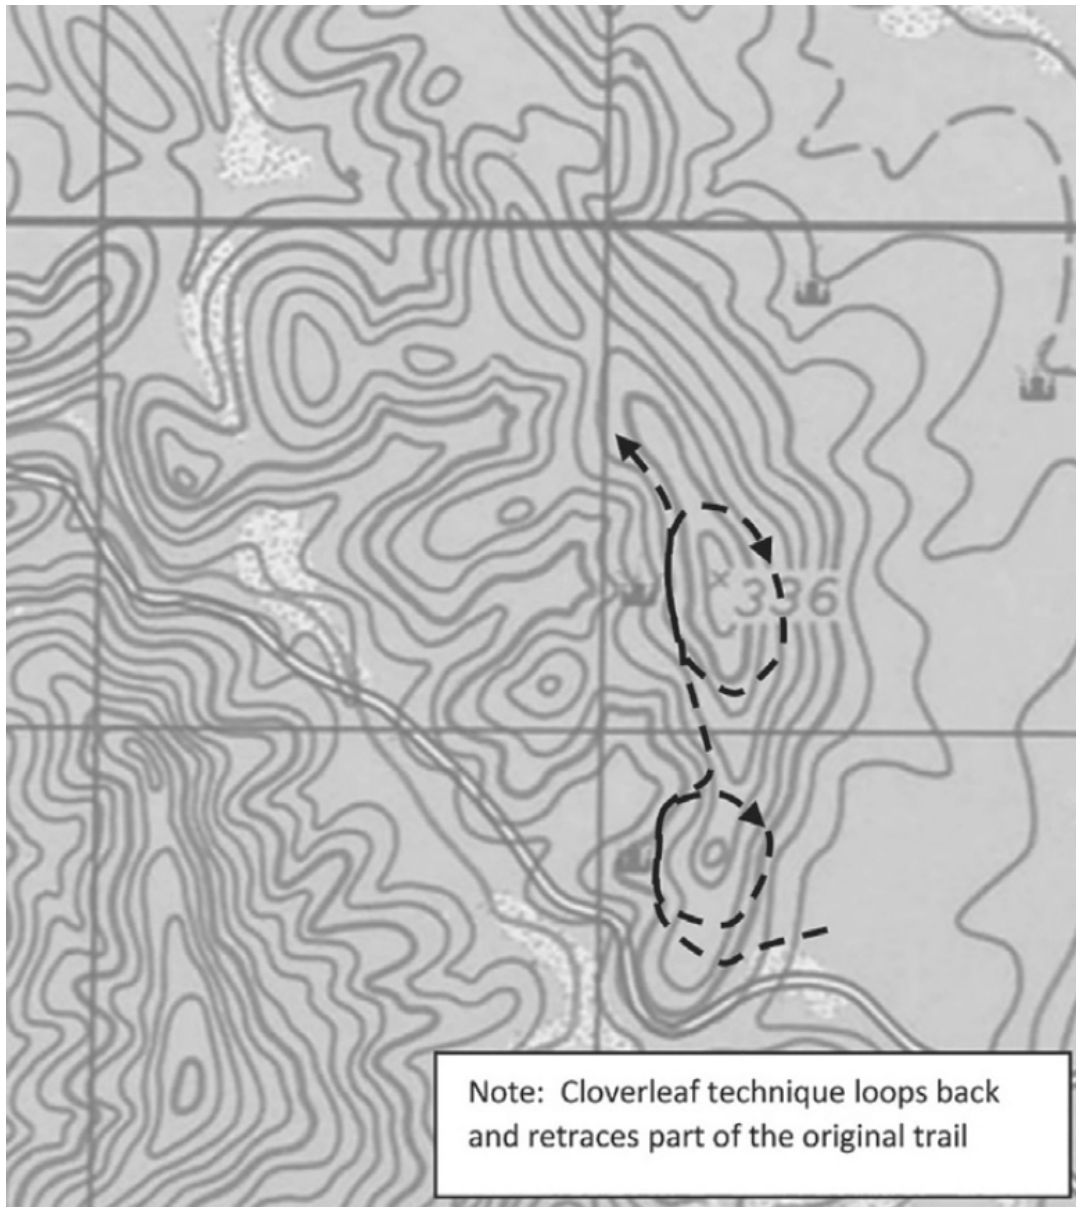 336
Note: Cloverleaf technique loops back
and retraces part of the original trail